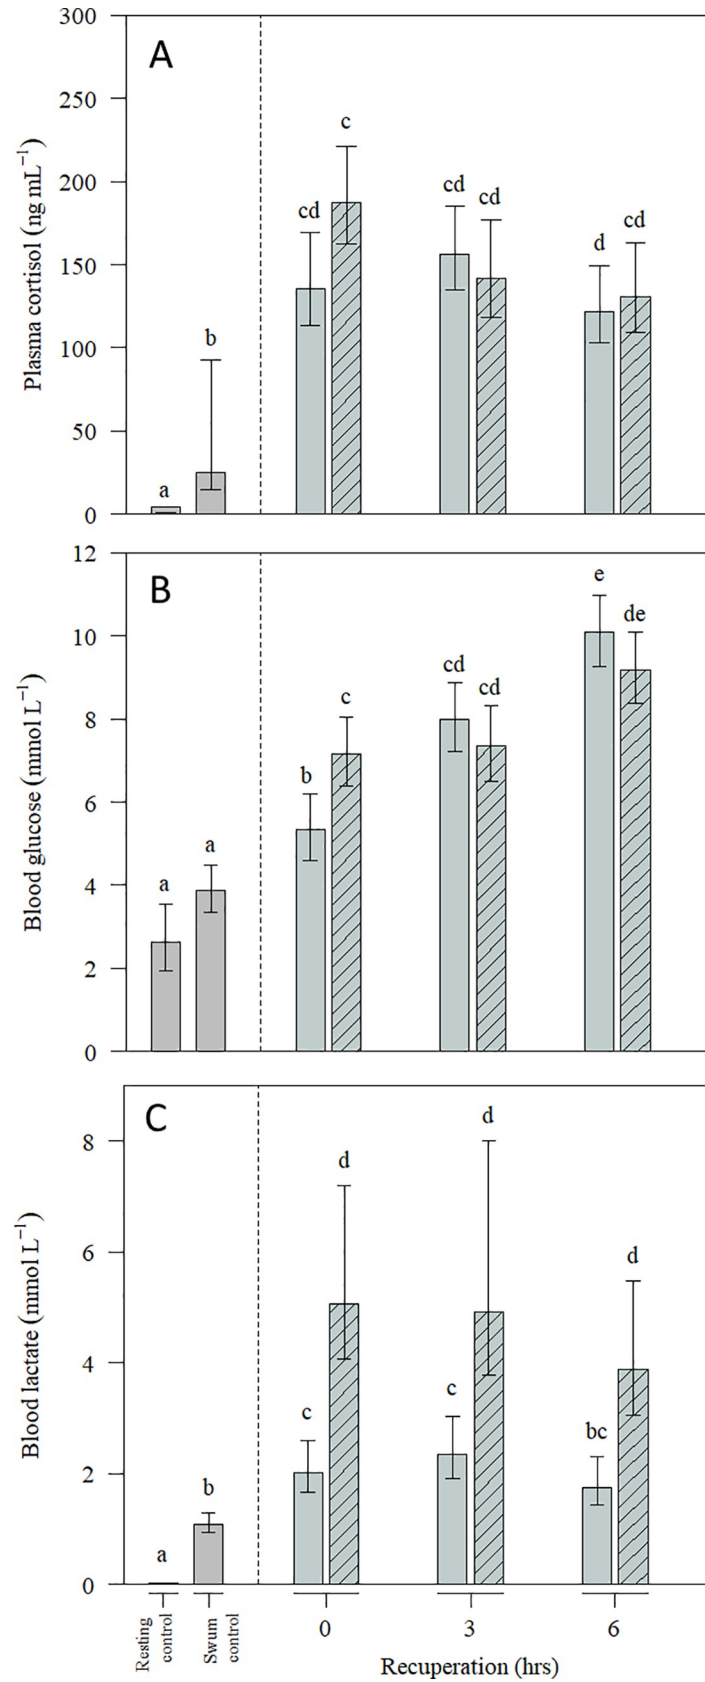 A
Plasma cortisol (ng mL⁻¹)
300
250
200
150
100
50
0
a
b
cd
c
cd
cd
d
cd
B
Blood glucose (mmol L⁻¹)
12
10
8
6
4
2
0
a
a
b
c
cd
cd
e
de
C
Blood lactate (mmol L⁻¹)
8
6
4
2
0
a
b
c
d
c
d
bc
d
Resting
control
Swum
control
0
3
6
Recuperation (hrs)